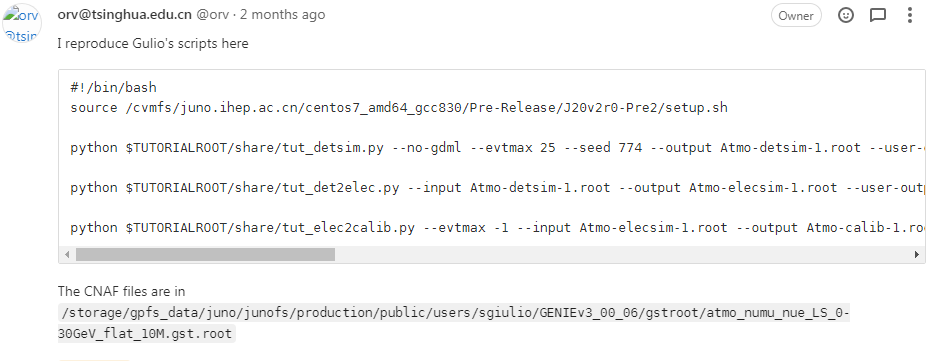 orv@tsinghua.edu.cn @orv · 2 months ago Owner
orv
@tsin
I reproduce Gulio's scripts here
#!/bin/bash
source /cvmfs/juno.ihep.ac.cn/centos7_amd64_gcc830/Pre-Release/J20v2r0-Pre2/setup.sh
python $TUTORIALROOT/share/tut_detsim.py --no-gdml --evtmax 25 --seed 774 --output Atmo-detsim-1.root --user-
python $TUTORIALROOT/share/tut_det2elec.py --input Atmo-detsim-1.root --output Atmo-elecsim-1.root --user-outp
python $TUTORIALROOT/share/tut_elec2calib.py --evtmax -1 --input Atmo-elecsim-1.root --output Atmo-calib-1.roo
The CNAF files are in
/storage/gpfs_data/juno/junofs/production/public/users/sgiulio/GENIEv3_00_06/gstroot/atmo_numu_nue_LS_0-
30GeV_flat_10M.gst.root